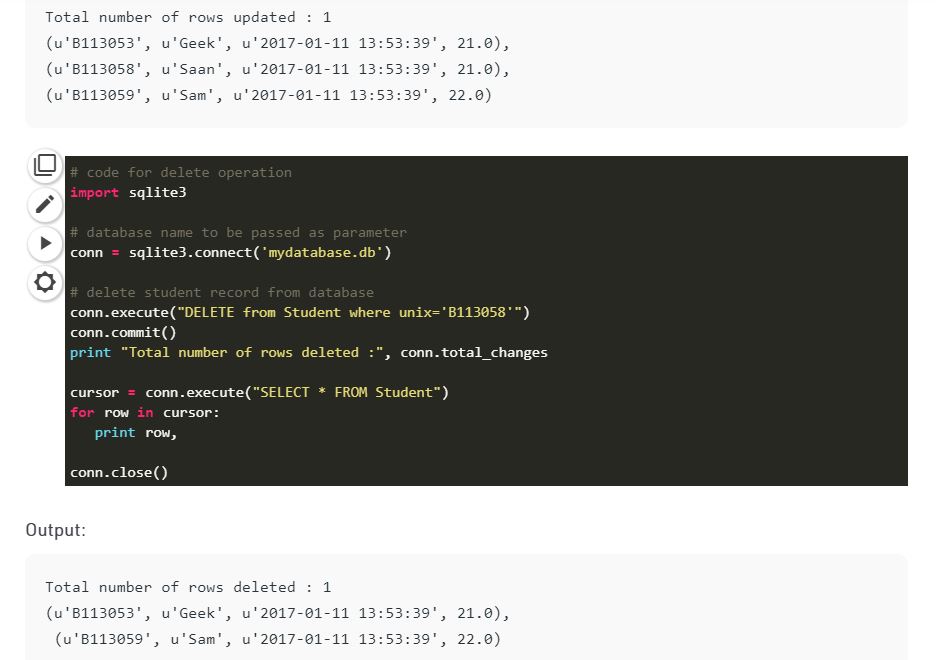 Total number of rows updated : 1
(u'B113053', u'Geek', u'2017-01-11 13:53:39', 21.0),
(u'B113058', u'Saan', u'2017-01-11 13:53:39', 21.0),
(u'B113059', u'Sam', u'2017-01-11 13:53:39', 22.0)
# code for delete operation
import sqlite3
# database name to be passed as parameter
conn = sqlite3.connect('mydatabase.db')
# delete student record from database
conn.execute("DELETE from Student where unix='B113058'")
conn.commit()
print "Total number of rows deleted :", conn.total_changes
cursor = conn.execute("SELECT * FROM Student")
for row in cursor:
   print row,
conn.close()
Output:
Total number of rows deleted : 1
(u'B113053', u'Geek', u'2017-01-11 13:53:39', 21.0),
 (u'B113059', u'Sam', u'2017-01-11 13:53:39', 22.0)